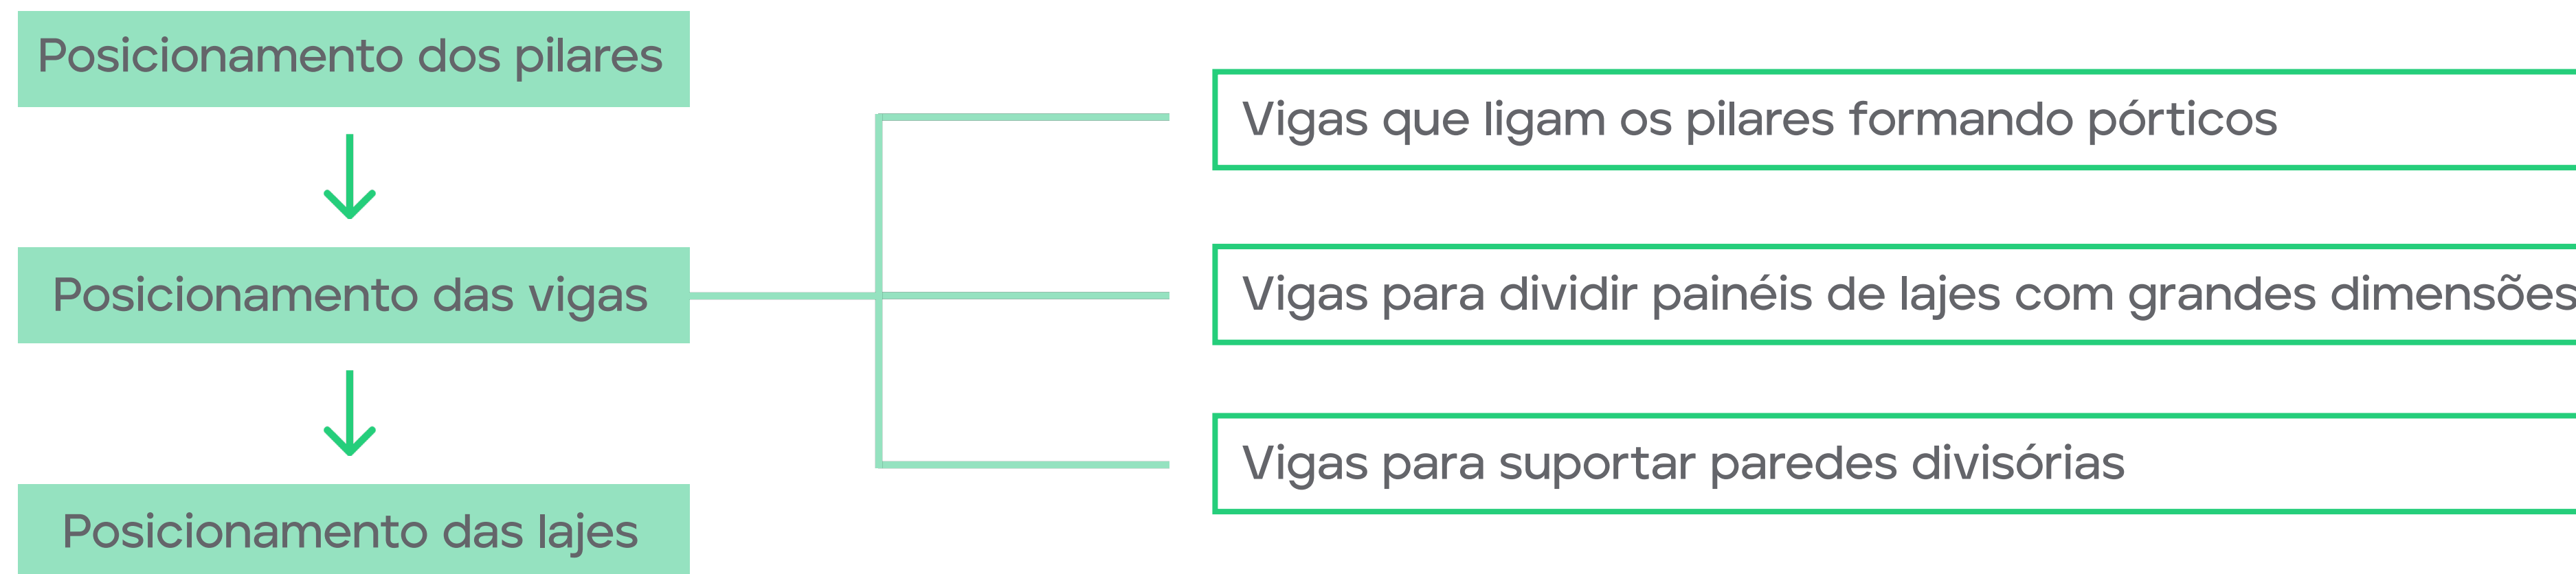 Posicionamento dos pilares
Vigas que ligam os pilares formando pórticos
Posicionamento das vigas
Vigas para dividir painéis de lajes com grandes dimensões
Vigas para suportar paredes divisórias
Posicionamento das lajes